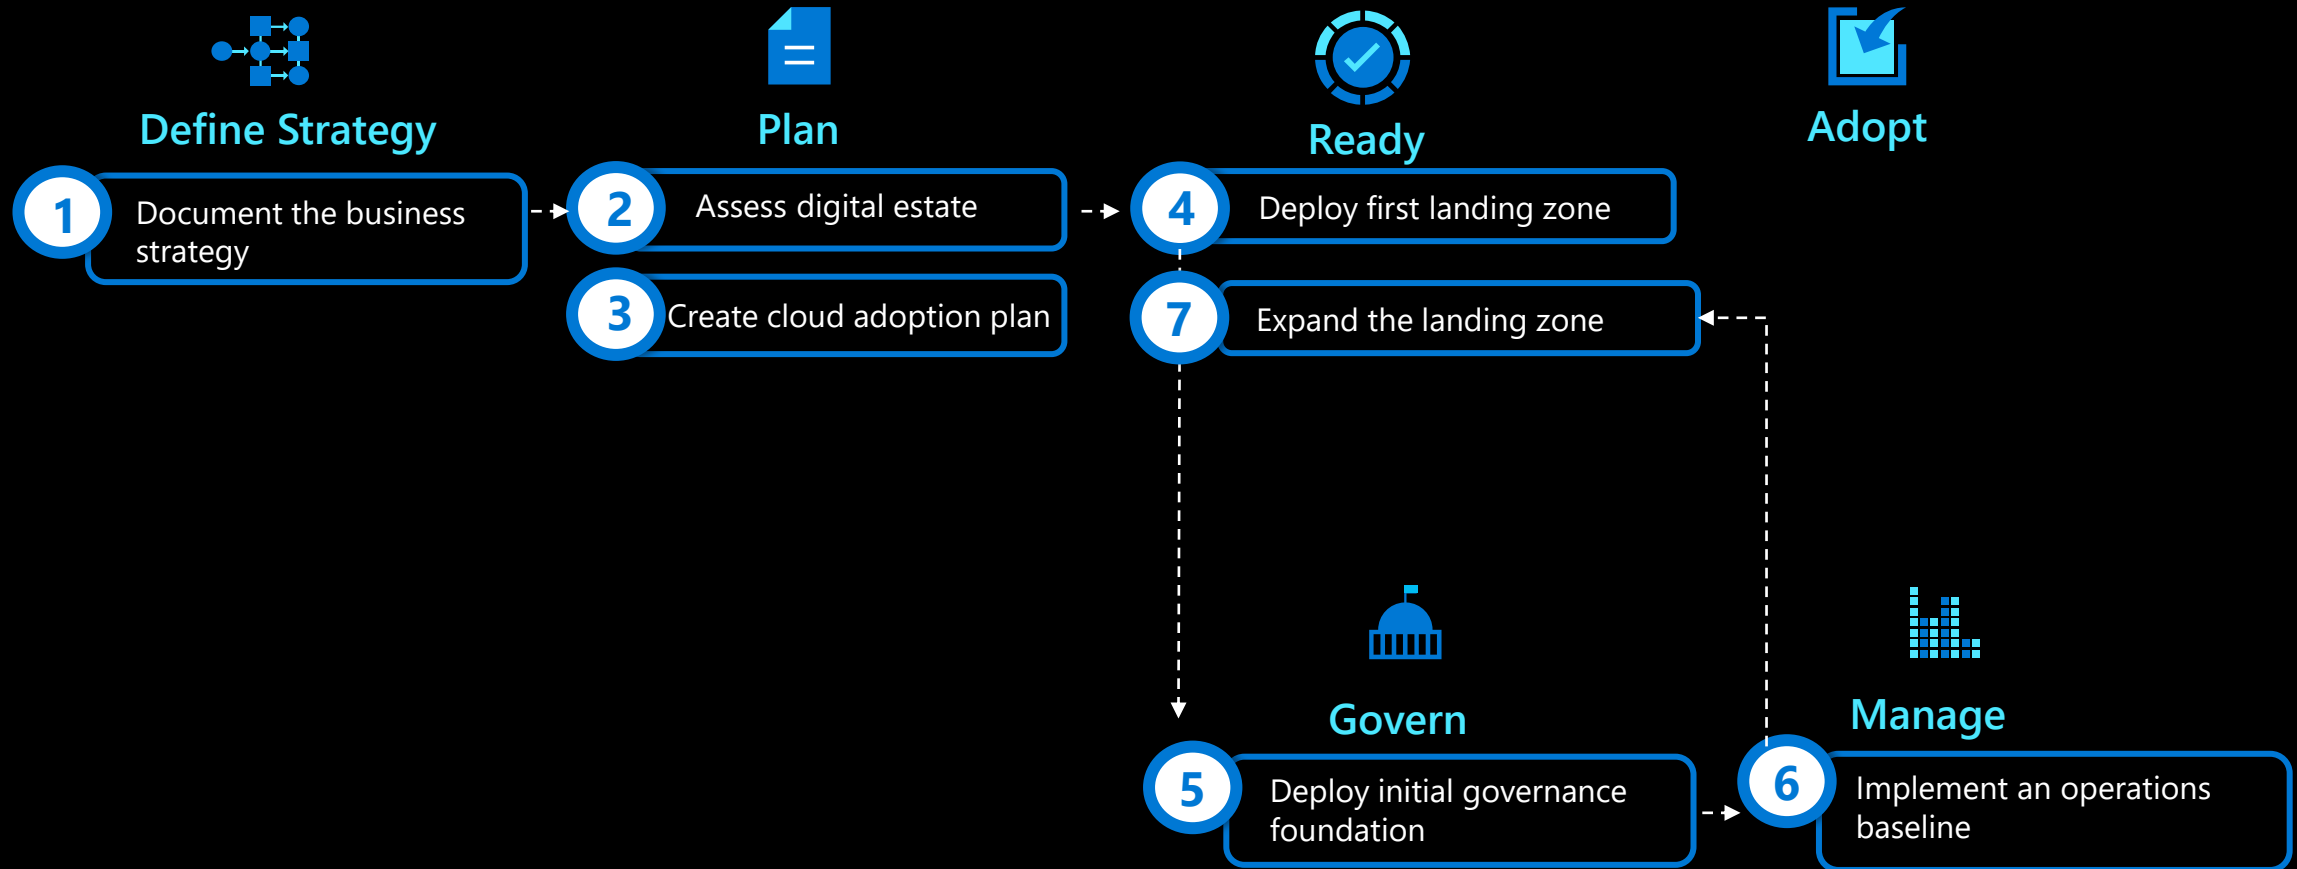 Define Strategy
Plan
Ready
Adopt
1
Document the business
strategy
2
Assess digital estate
3
Create cloud adoption plan
4
Deploy first landing zone
7
Expand the landing zone
Govern
Manage
5
Deploy initial governance
foundation
6
Implement an operations
baseline